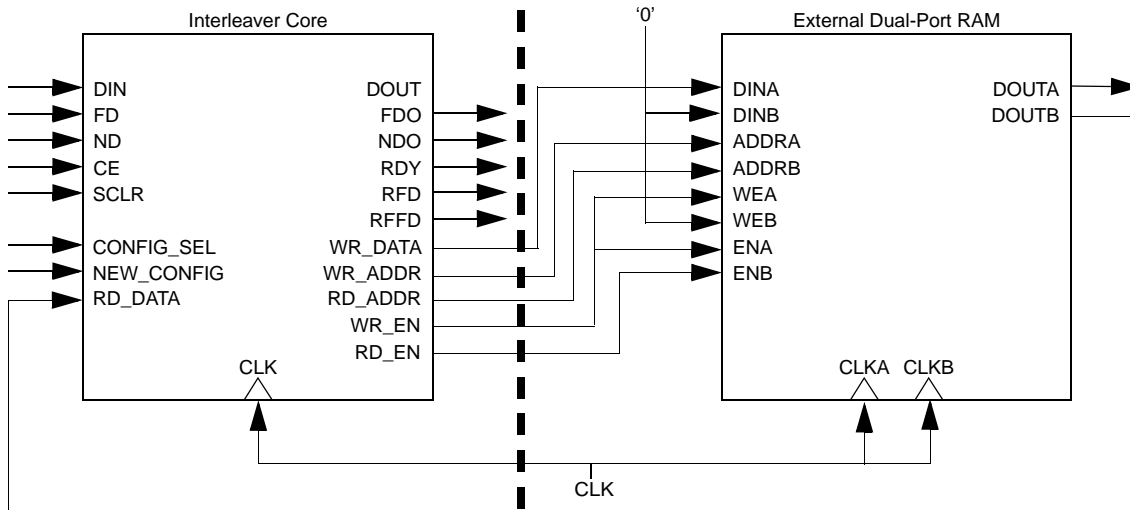 Interleaver Core
DIN
FD
ND
CE
SCLR
CONFIG_SEL
NEW_CONFIG
RD_DATA
DOUT
FDO
NDO
RDY
RFD
RFFD
WR_DATA
WR_ADDR
RD_ADDR
WR_EN
RD_EN
CLK
‘0’
External Dual-Port RAM
DINA
DINB
ADDRA
ADDRB
WEA
WEB
ENA
ENB
DOUTA
DOUTB
CLKA CLKB
CLK